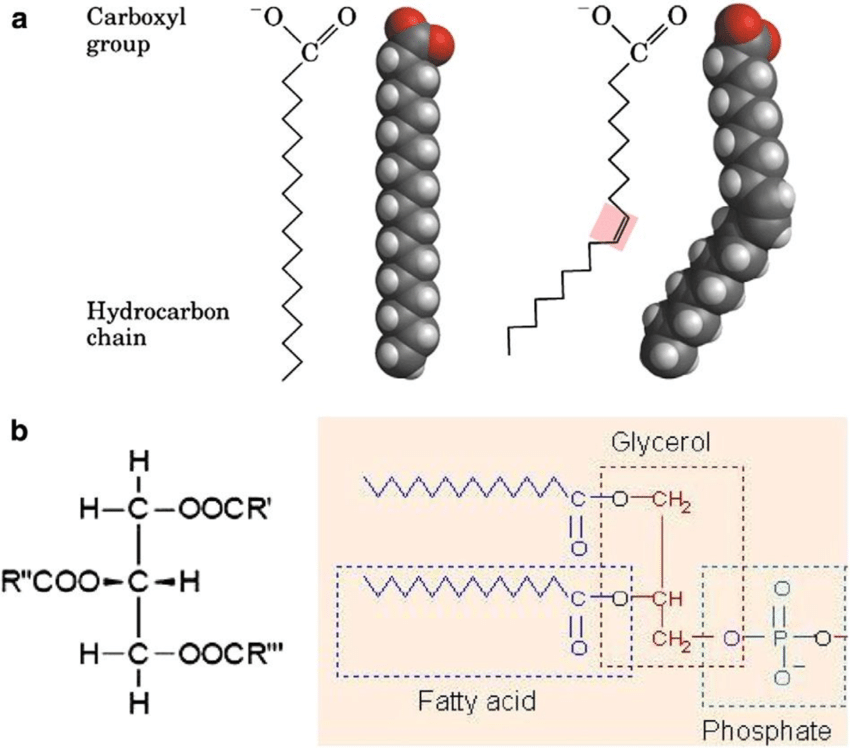 a
Carboxyl
group
⁻O O
C
⁻O O
C
Hydrocarbon
chain
b
H
H–C–OOCR'
R''COO C H
H–C–OOCR'''
H
Glycerol
C–O–CH₂
O
C–O–CH
O
CH₂–O–P–O–
O
O⁻
Fatty acid
Phosphate